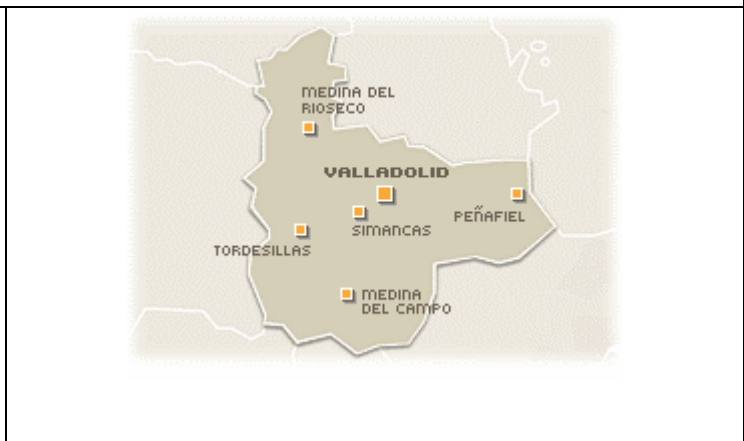 MEDINA DEL
RIOSECO
VALLADOLID
PEÑAFIEL
SIMANCAS
TORDESILLAS
MEDINA
DEL CAMPO